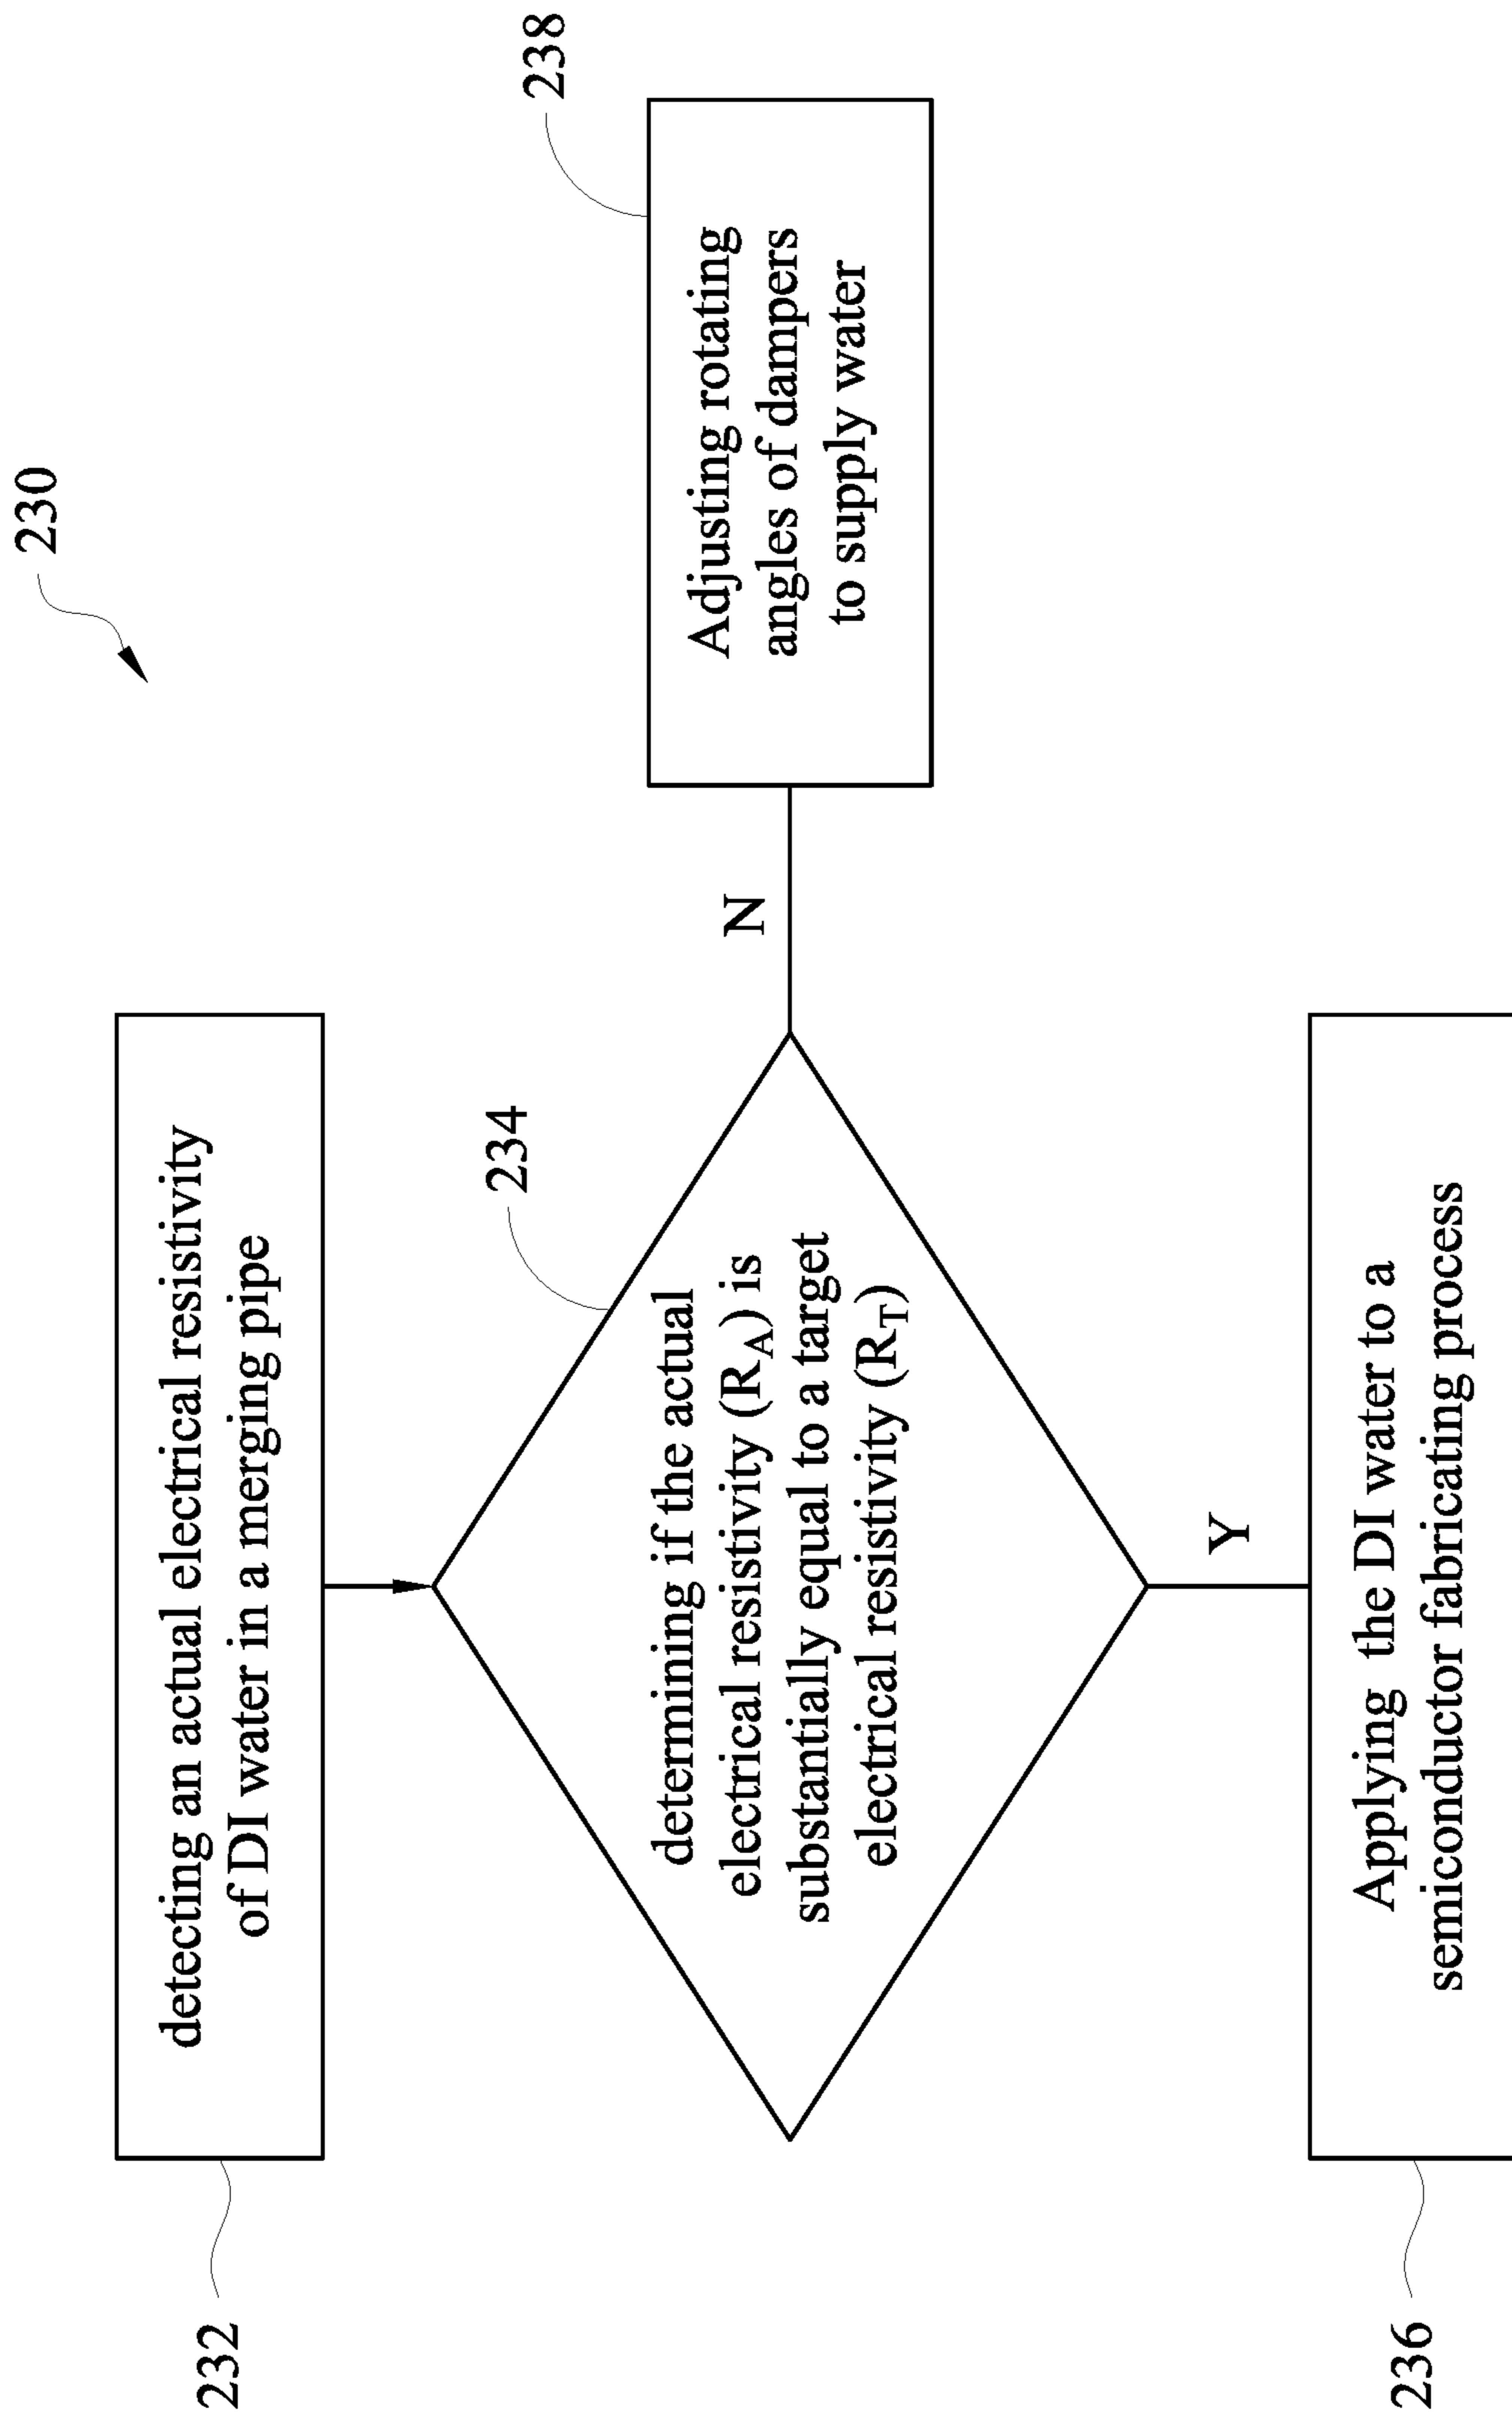 230
232
detecting an actual electrical resistivity
of DI water in a merging pipe
234
determining if the actual
electrical resistivity (R_A) is
substantially equal to a target
electrical resistivity (R_T)
N
238
Adjusting rotating
angles of dampers
to supply water
Y
236
Applying the DI water to a
semiconductor fabricating process